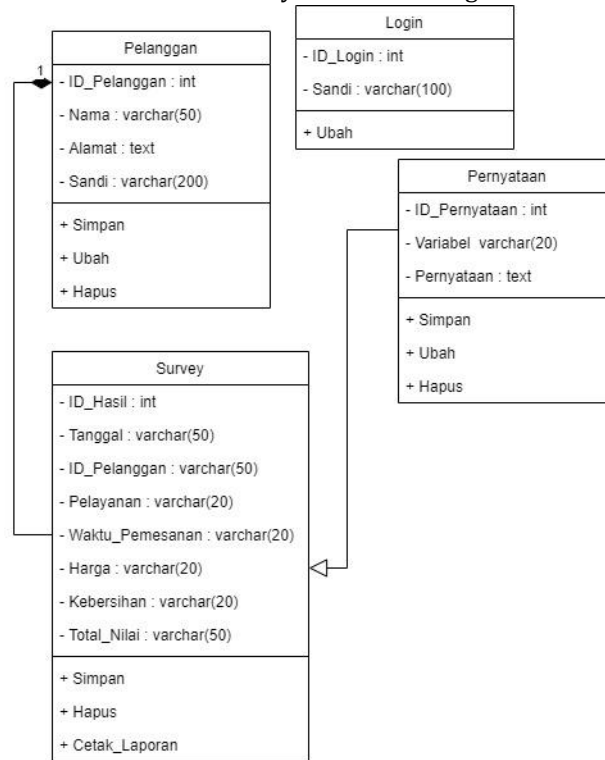 Login
- ID_Login : int
- Sandi : varchar(100)
+ Ubah
Pelanggan
1
- ID_Pelanggan : int
- Nama : varchar(50)
- Alamat : text
- Sandi : varchar(200)
+ Simpan
+ Ubah
+ Hapus
Pernyataan
- ID_Pernyataan : int
- Variabel varchar(20)
- Pernyataan : text
+ Simpan
+ Ubah
+ Hapus
Survey
- ID_Hasil : int
- Tanggal : varchar(50)
- ID_Pelanggan : varchar(50)
- Pelayanan : varchar(20)
- Waktu_Pemesanan : varchar(20)
- Harga : varchar(20)
- Kebersihan : varchar(20)
- Total_Nilai : varchar(50)
+ Simpan
+ Hapus
+ Cetak_Laporan